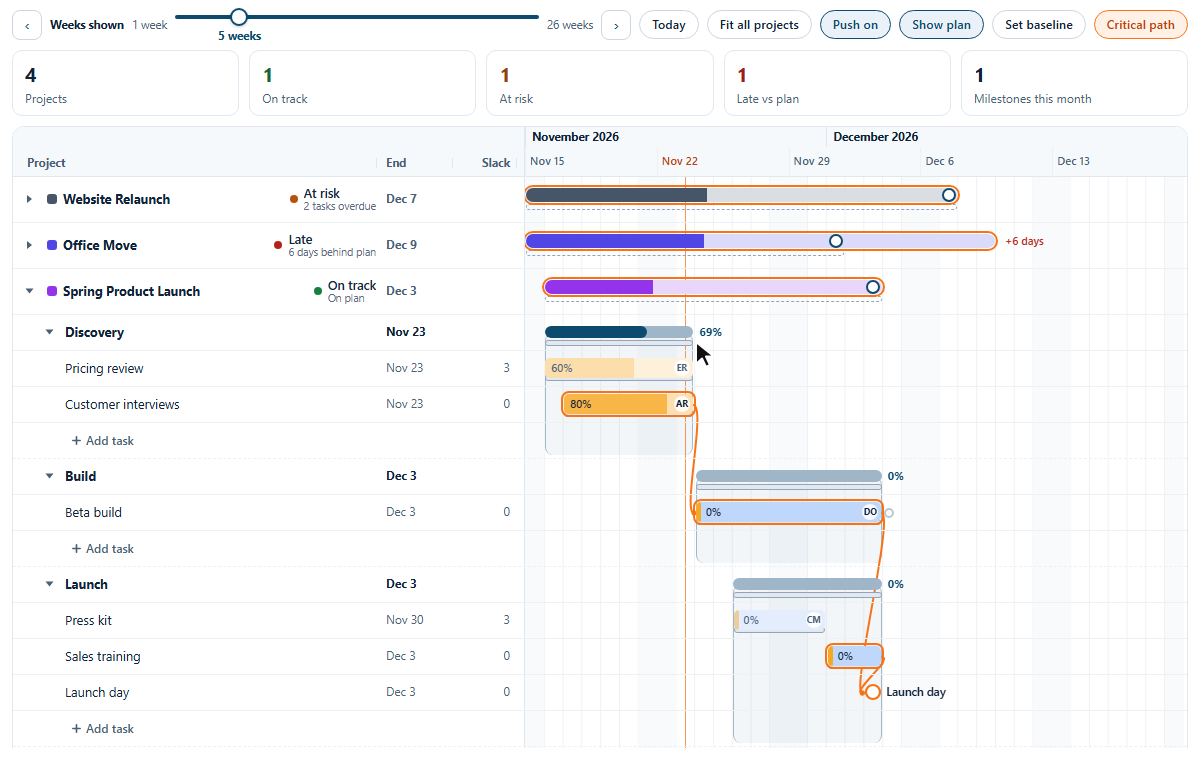 ‹ Weeks shown 1 week 26 weeks › Today Fit all projects Push on Show plan Set baseline Critical path
5 weeks
4 1 1 1 1
Projects On track At risk Late vs plan Milestones this month
November 2026 December 2026
Project End Slack Nov 15 Nov 22 Nov 29 Dec 6 Dec 13
Website Relaunch At risk Dec 7
2 tasks overdue
Office Move Late Dec 9 +6 days
6 days behind plan
Spring Product Launch On track Dec 3
On plan
Discovery Nov 23 69%
Pricing review Nov 23 3 60% ER
Customer interviews Nov 23 0 80% AR
+ Add task
Build Dec 3 0%
Beta build Dec 3 0 0% DO
+ Add task
Launch Dec 3 0%
Press kit Nov 30 3 0% CM
Sales training Dec 3 0 0%
Launch day Dec 3 0 Launch day
+ Add task